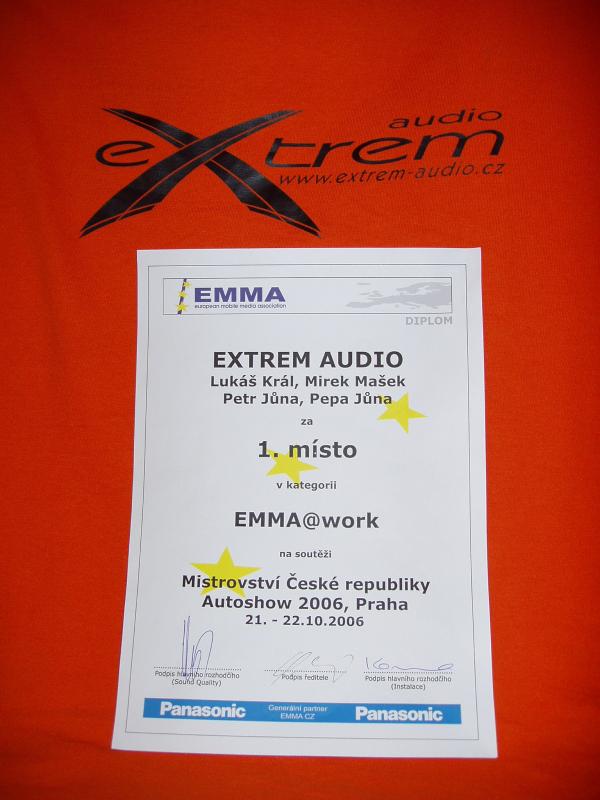 audio
extrem
www.extrem-audio.cz
EMMA
european mobile media association
DIPLOM
EXTREM AUDIO
Lukáš Král, Mirek Mašek
Petr Jůna, Pepa Jůna
za
1. místo
v kategorii
EMMA@work
na soutěži
Mistrovství České republiky
Autoshow 2006, Praha
21. - 22.10.2006
Podpis hlavního rozhodčího
(Sound Quality)
Podpis ředitele
Podpis hlavního rozhodčího
(Instalace)
Panasonic
Generální partner
EMMA CZ
Panasonic